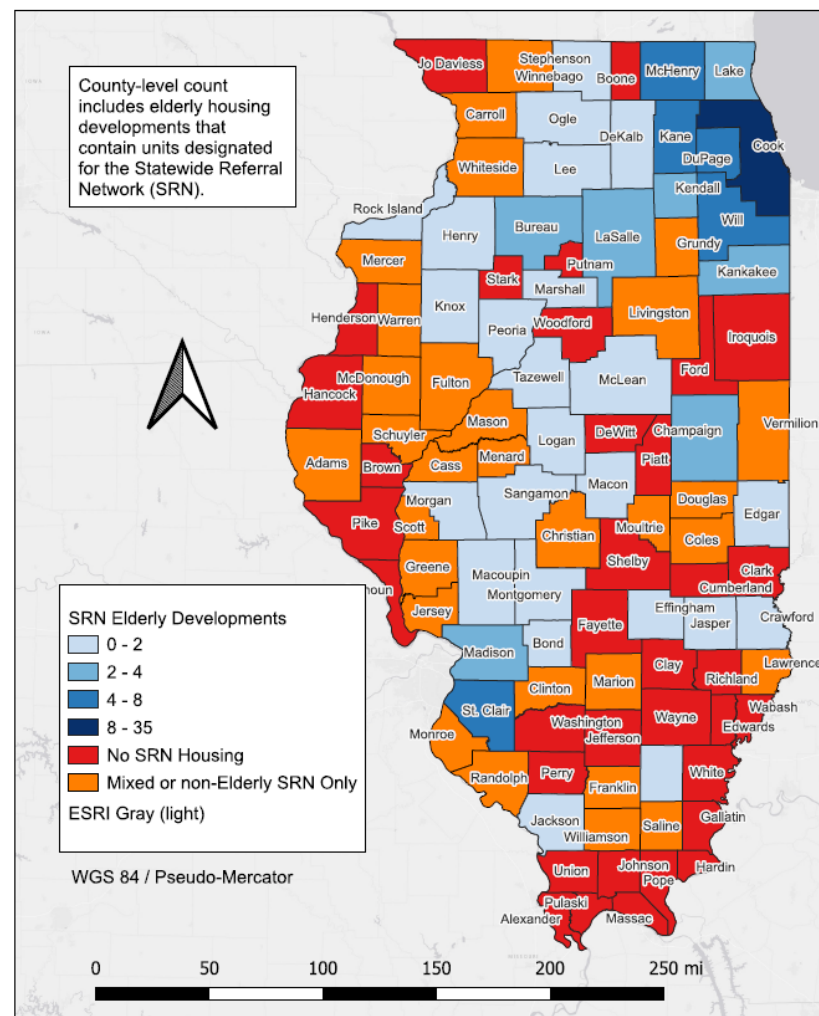 County-level count
includes elderly housing
developments that
contain units designated
for the Statewide Referral
Network (SRN).
Jo Daviess
Stephenson
Winnebago
Boone
McHenry
Lake
Carroll
Ogle
DeKalb
Kane
Cook
DuPage
Whiteside
Lee
Kendall
Rock Island
Henry
Bureau
LaSalle
Will
Grundy
Mercer
Putnam
Stark
Kankakee
Marshall
Knox
Henderson
Warren
Peoria
Woodford
Livingston
Iroquois
Ford
McDonough
Fulton
Tazewell
McLean
Hancock
Mason
Schuyler
Logan
DeWitt
Champaign
Vermilion
Adams
Brown
Cass
Menard
Piatt
Macon
Morgan
Sangamon
Douglas
Edgar
Pike
Scott
Christian
Moultrie
Coles
Greene
Macoupin
Montgomery
Shelby
Clark
Cumberland
houn
Jersey
Effingham
Jasper
Crawford
Fayette
Madison
Bond
Clay
Richland
Lawrence
Clinton
Marion
St. Clair
Washington
Jefferson
Wayne
Wabash
Edwards
Monroe
Randolph
Perry
Franklin
White
Jackson
Williamson
Saline
Gallatin
Union
Johnson
Pope
Hardin
Pulaski
Alexander
Massac
SRN Elderly Developments
0 - 2
2 - 4
4 - 8
8 - 35
No SRN Housing
Mixed or non-Elderly SRN Only
ESRI Gray (light)
WGS 84 / Pseudo-Mercator
0 50 100 150 200 250 mi